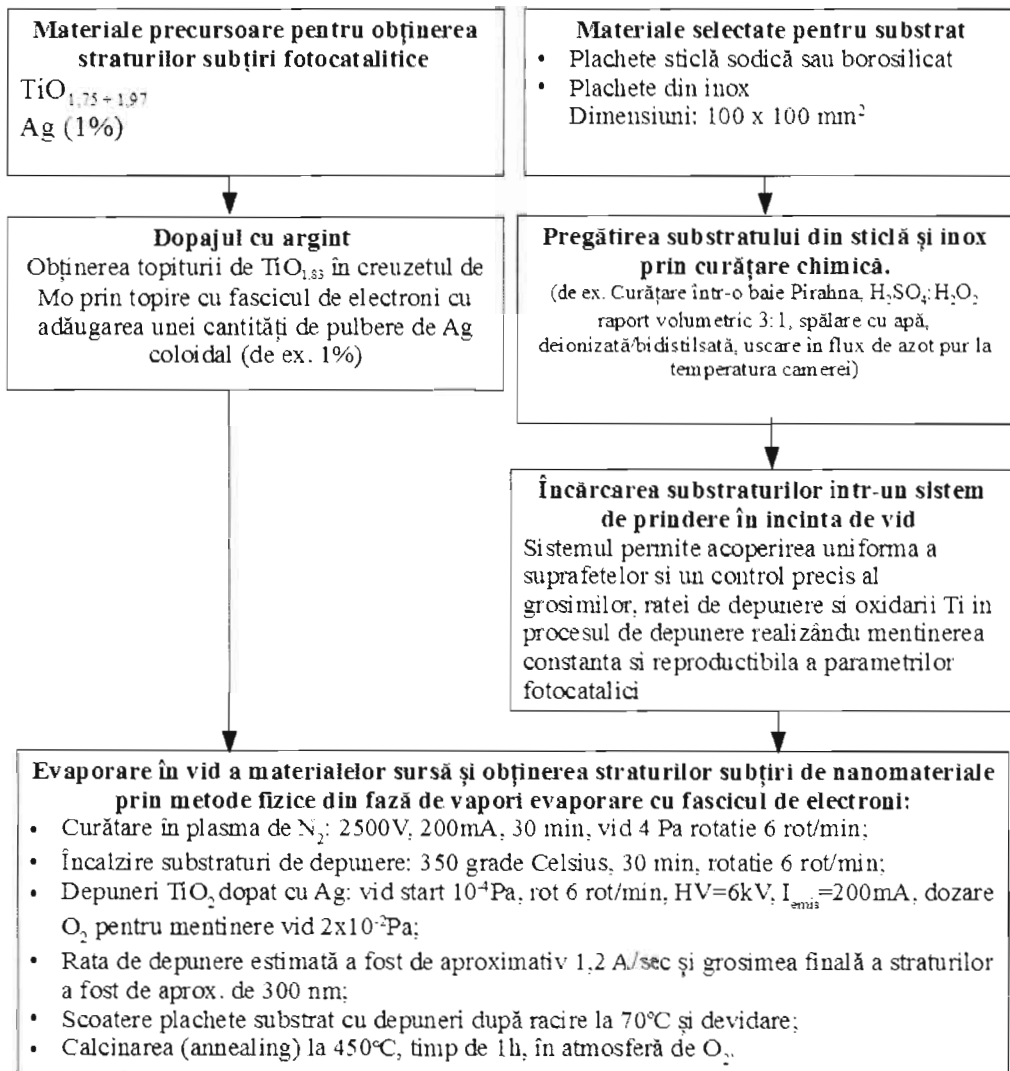 Materiale precursoare pentru obținerea
straturilor subțiri fotocatalitice
TiO₁,₇₅ ÷ ₁,₉₇
Ag (1%)
Materiale selectate pentru substrat
• Plachete sticlă sodică sau borosilicat
• Plachete din inox
Dimensiuni: 100 x 100 mm²
Dopajul cu argint
Obținerea topiturii de TiO₁,₈₃ în creuzetul de
Mo prin topire cu fascicul de electroni cu
adăugarea unei cantități de pulbere de Ag
coloidal (de ex. 1%)
Pregătirea substratului din sticlă și inox
prin curățare chimică.
(de ex. Curățare într-o baie Pirahna, H₂SO₄:H₂O₂
raport volumetric 3:1, spălare cu apă,
deionizată/bidistilsată, uscare in flux de azot pur la
temperatura camerei)
Încărcarea substraturilor intr-un sistem
de prindere în incinta de vid
Sistemul permite acoperirea uniforma a
suprafetelor si un control precis al
grosimilor, ratei de depunere si oxidarii Ti in
procesul de depunere realizându mentinerea
constanta si reproductibila a parametrilor
fotocatalici
Evaporare în vid a materialelor sursă și obținerea straturilor subțiri de nanomateriale
prin metode fizice din fază de vapori evaporare cu fascicul de electroni:
• Curătare in plasma de N₂: 2500V, 200mA, 30 min, vid 4 Pa rotatie 6 rot/min;
• Încalzire substraturi de depunere: 350 grade Celsius, 30 min, rotatie 6 rot/min;
• Depuneri TiO₂ dopat cu Ag: vid start 10⁻⁴Pa, rot 6 rot/min, HV=6kV, Iₑₘᵢₛ=200mA, dozare
O₂ pentru mentinere vid 2x10⁻²Pa;
• Rata de depunere estimată a fost de aproximativ 1,2 A/sec și grosimea finală a straturilor
a fost de aprox. de 300 nm;
• Scoatere plachete substrat cu depuneri după racire la 70°C și devidare;
• Calcinarea (annealing) la 450°C, timp de 1h, în atmosferă de O₂.